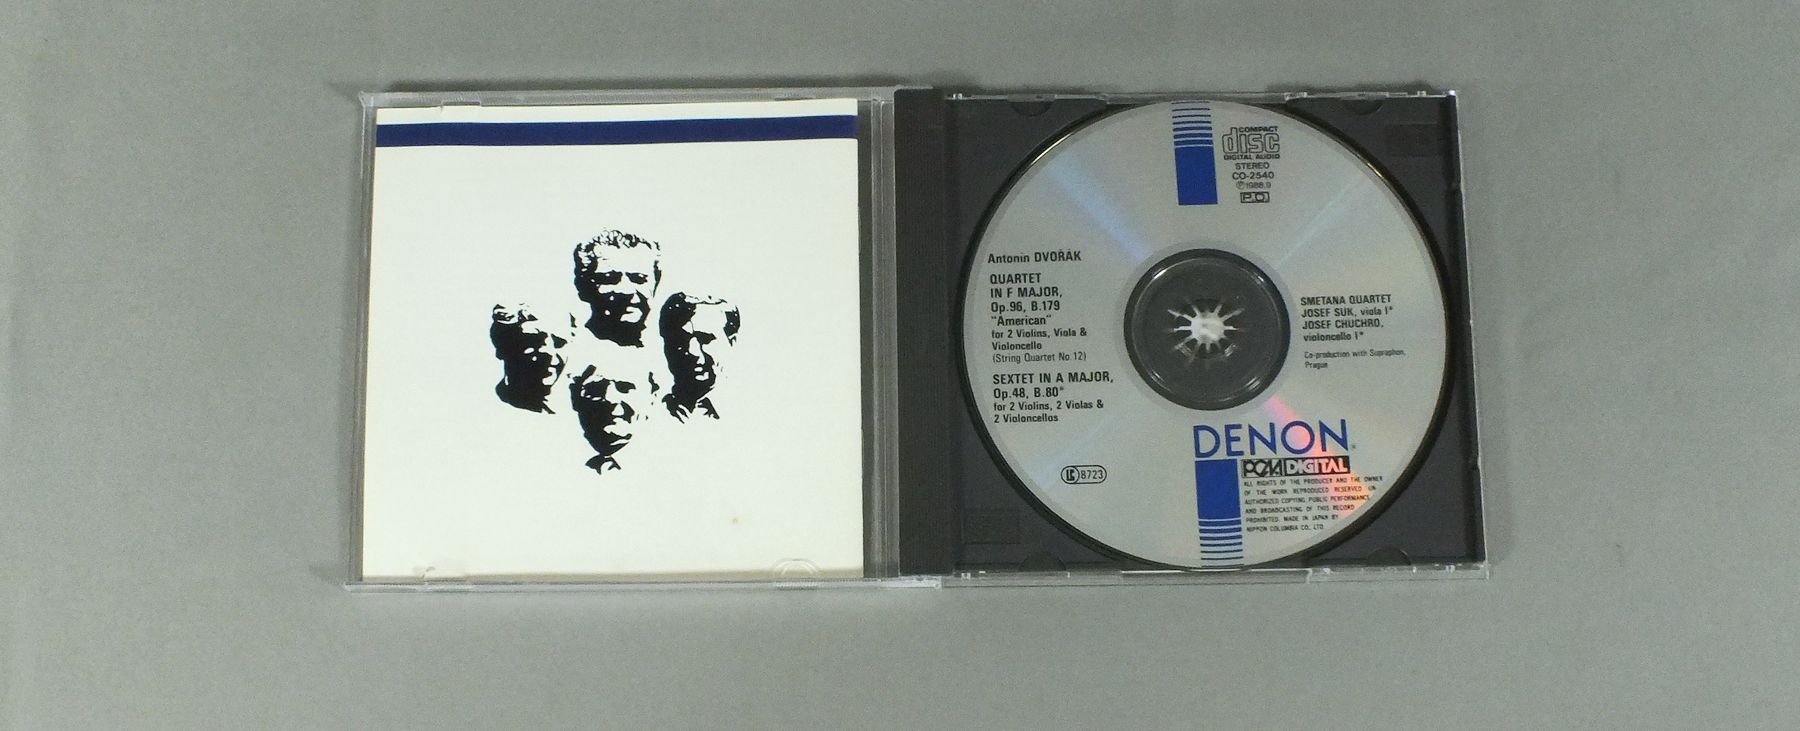 COMPACT
disc
DIGITAL AUDIO
STEREO
CO-2540
Ⓟ1988.9
P.O.
Antonín DVOŘÁK
QUARTET
IN F MAJOR,
Op.96, B.179
"American"
for 2 Violins, Viola &
Violoncello
(String Quartet No.12)
SEXTET IN A MAJOR,
Op.48, B.80*
for 2 Violins, 2 Violas &
2 Violoncellos
LC 8723
SMETANA QUARTET
JOSEF SUK, viola I*
JOSEF CHUCHRO,
violoncello I*
Co-production with Supraphon,
Prague
DENON
PCM DIGITAL
ALL RIGHTS OF THE PRODUCER AND THE OWNER
OF THE WORK REPRODUCED RESERVED UN-
AUTHORIZED COPYING PUBLIC PERFORMANCE
AND BROADCASTING OF THIS RECORD
PROHIBITED. MADE IN JAPAN BY
NIPPON COLUMBIA CO., LTD.